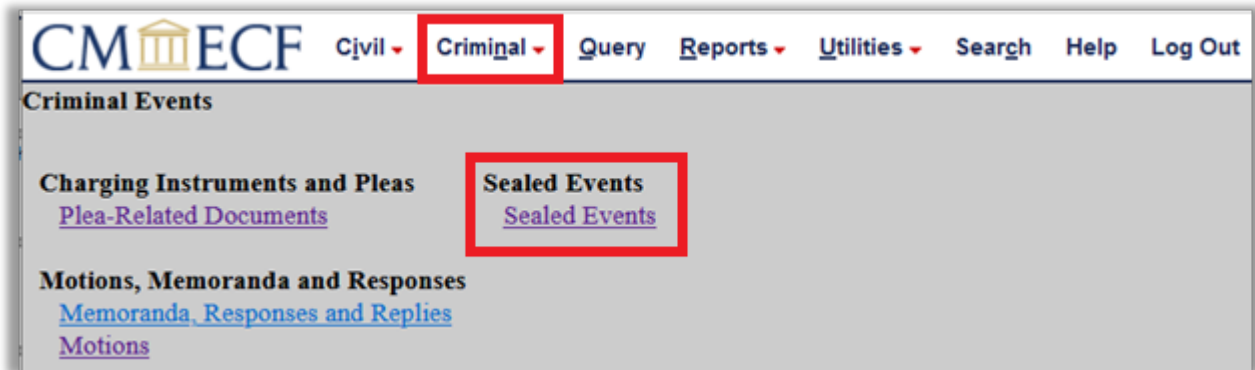 CM ECF Civil Criminal Query Reports Utilities Search Help Log Out
Criminal Events
Charging Instruments and Pleas Sealed Events
Plea-Related Documents Sealed Events
Motions, Memoranda and Responses
Memoranda, Responses and Replies
Motions